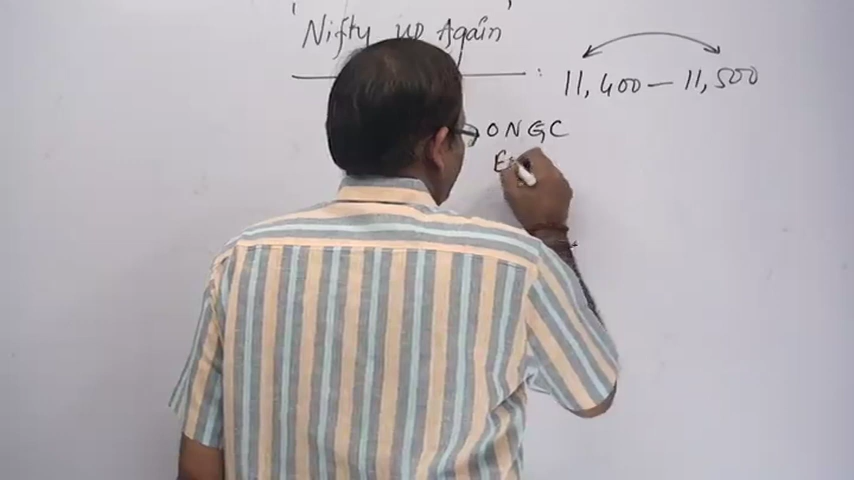 "Nifty up Again"
: 11,400 - 11,500
→ ONGC